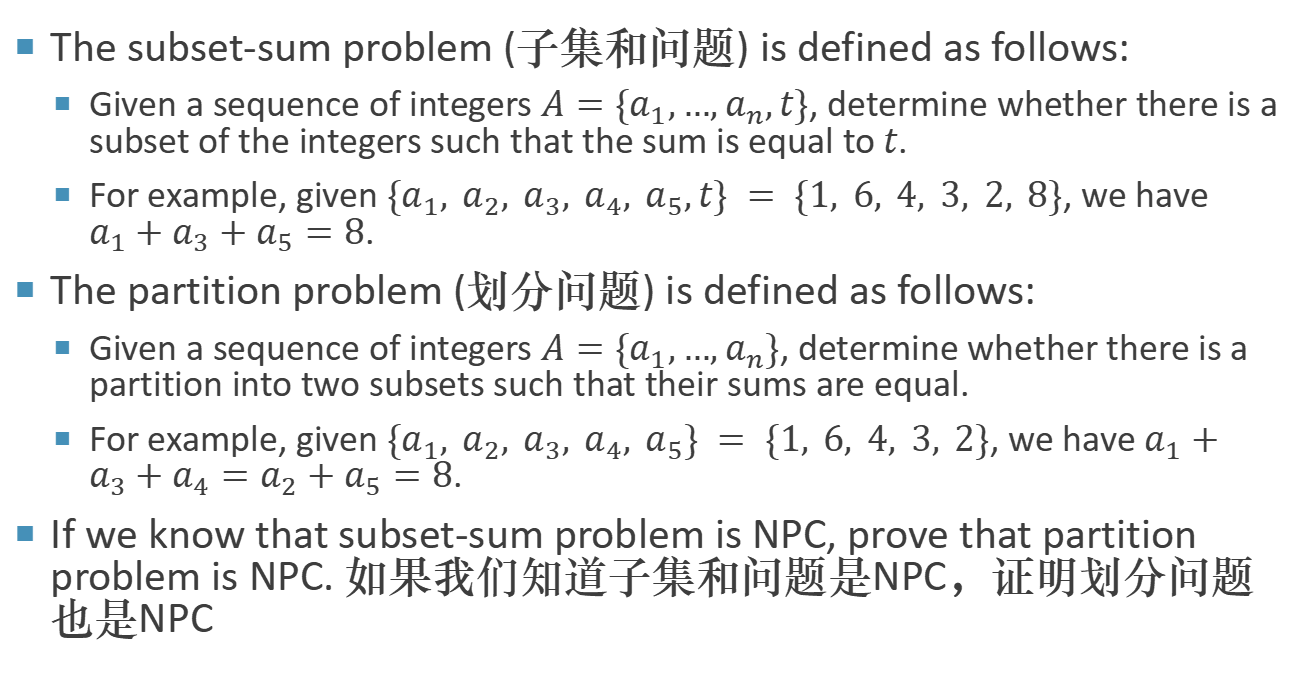 The subset-sum problem (子集和问题) is defined as follows:
Given a sequence of integers A = {a₁, …, aₙ, t}, determine whether there is a
subset of the integers such that the sum is equal to t.
For example, given {a₁, a₂, a₃, a₄, a₅, t} = {1, 6, 4, 3, 2, 8}, we have
a₁ + a₃ + a₅ = 8.
The partition problem (划分问题) is defined as follows:
Given a sequence of integers A = {a₁, …, aₙ}, determine whether there is a
partition into two subsets such that their sums are equal.
For example, given {a₁, a₂, a₃, a₄, a₅} = {1, 6, 4, 3, 2}, we have a₁ +
a₃ + a₄ = a₂ + a₅ = 8.
If we know that subset-sum problem is NPC, prove that partition
problem is NPC. 如果我们知道子集和问题是NPC，证明划分问题
也是NPC